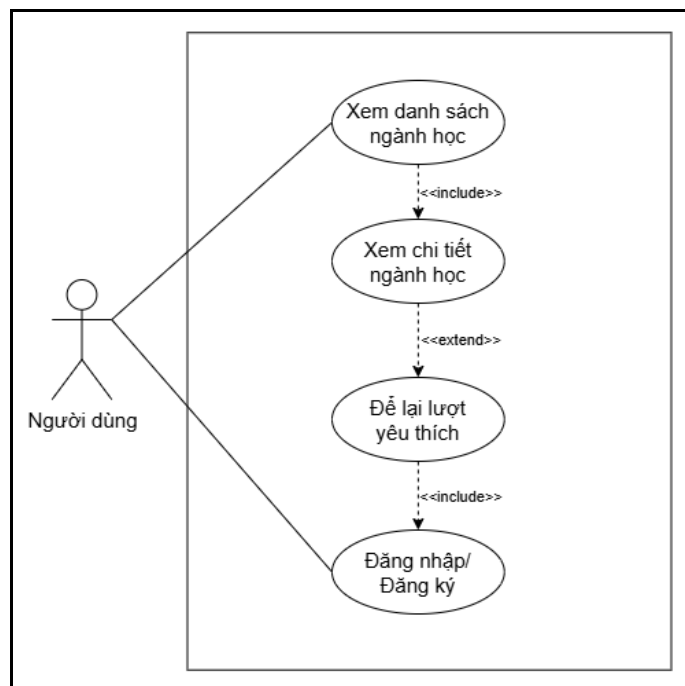 Xem danh sách
ngành học
<<include>>
Xem chi tiết
ngành học
<<extend>>
Người dùng
Để lại lượt
yêu thích
<<include>>
Đăng nhập/
Đăng ký